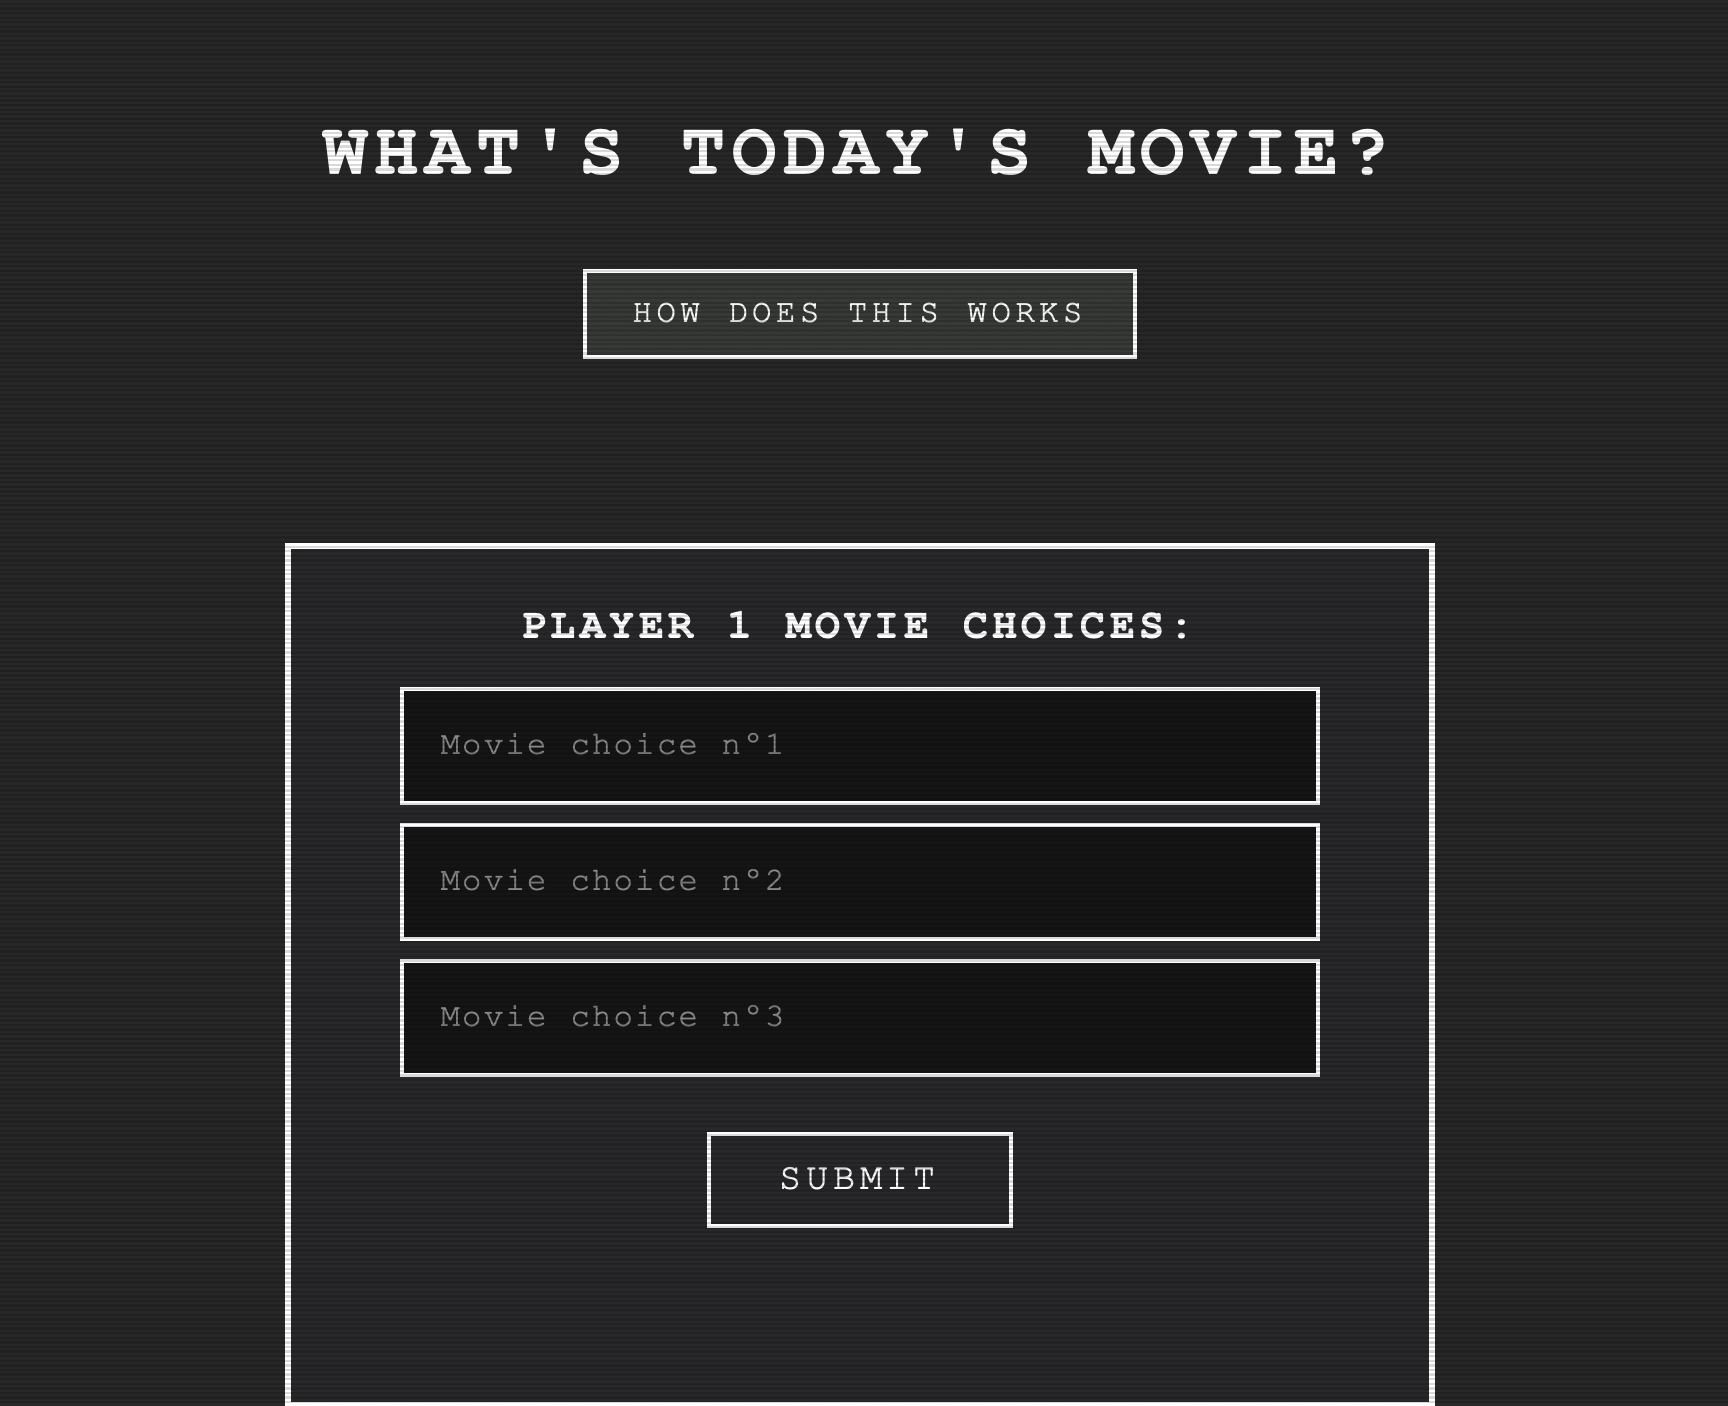 WHAT'S TODAY'S MOVIE?
HOW DOES THIS WORKS
PLAYER 1 MOVIE CHOICES:
Movie choice n°1
Movie choice n°2
Movie choice n°3
SUBMIT